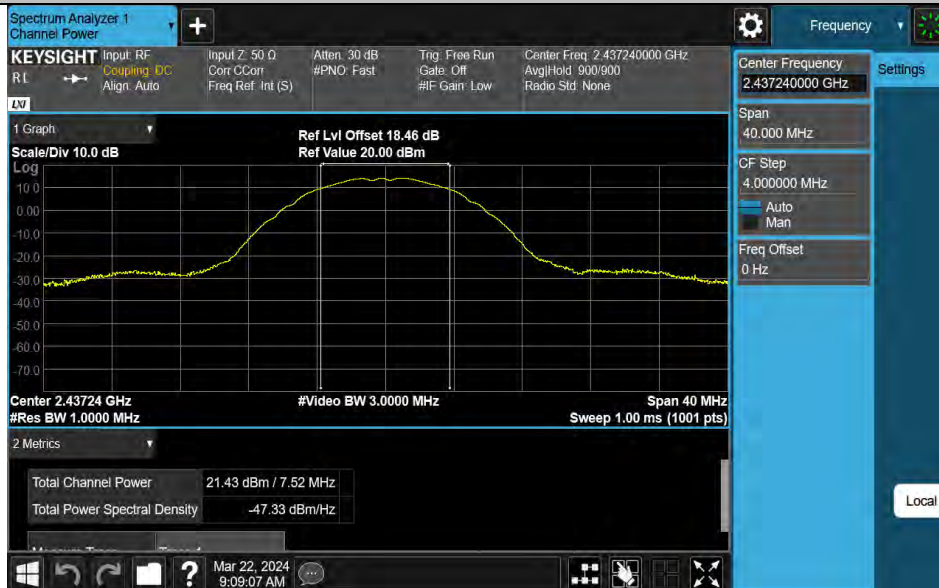 Spectrum Analyzer 1
Channel Power
+
Frequency
KEYSIGHT
RL
LXI
Input: RF
Coupling: DC
Align: Auto
Input Z: 50 Ω
Corr CCorr
Freq Ref: Int (S)
Atten: 30 dB
#PNO: Fast
Trig: Free Run
Gate: Off
#IF Gain: Low
Center Freq: 2.437240000 GHz
Avg|Hold: 900/900
Radio Std: None
Center Frequency
2.437240000 GHz
Settings
Span
40.000 MHz
CF Step
4.000000 MHz
Auto
Man
Freq Offset
0 Hz
Local
1 Graph
Scale/Div 10.0 dB
Ref Lvl Offset 18.46 dB
Ref Value 20.00 dBm
Log
10.0
0.00
-10.0
-20.0
-30.0
-40.0
-50.0
-60.0
-70.0
Center 2.43724 GHz
#Video BW 3.0000 MHz
Span 40 MHz
#Res BW 1.0000 MHz
Sweep 1.00 ms (1001 pts)
2 Metrics
Total Channel Power 21.43 dBm / 7.52 MHz
Total Power Spectral Density -47.33 dBm/Hz
?
Mar 22, 2024
9:09:07 AM